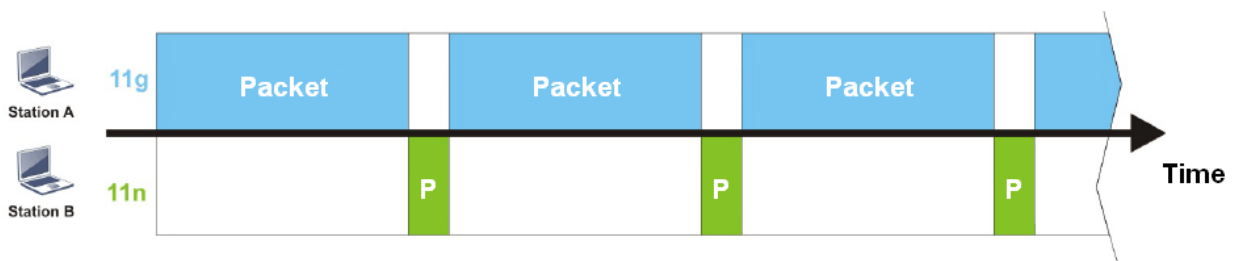 11g
Packet
Packet
Packet
Station A
Time
11n
P
P
P
Station B